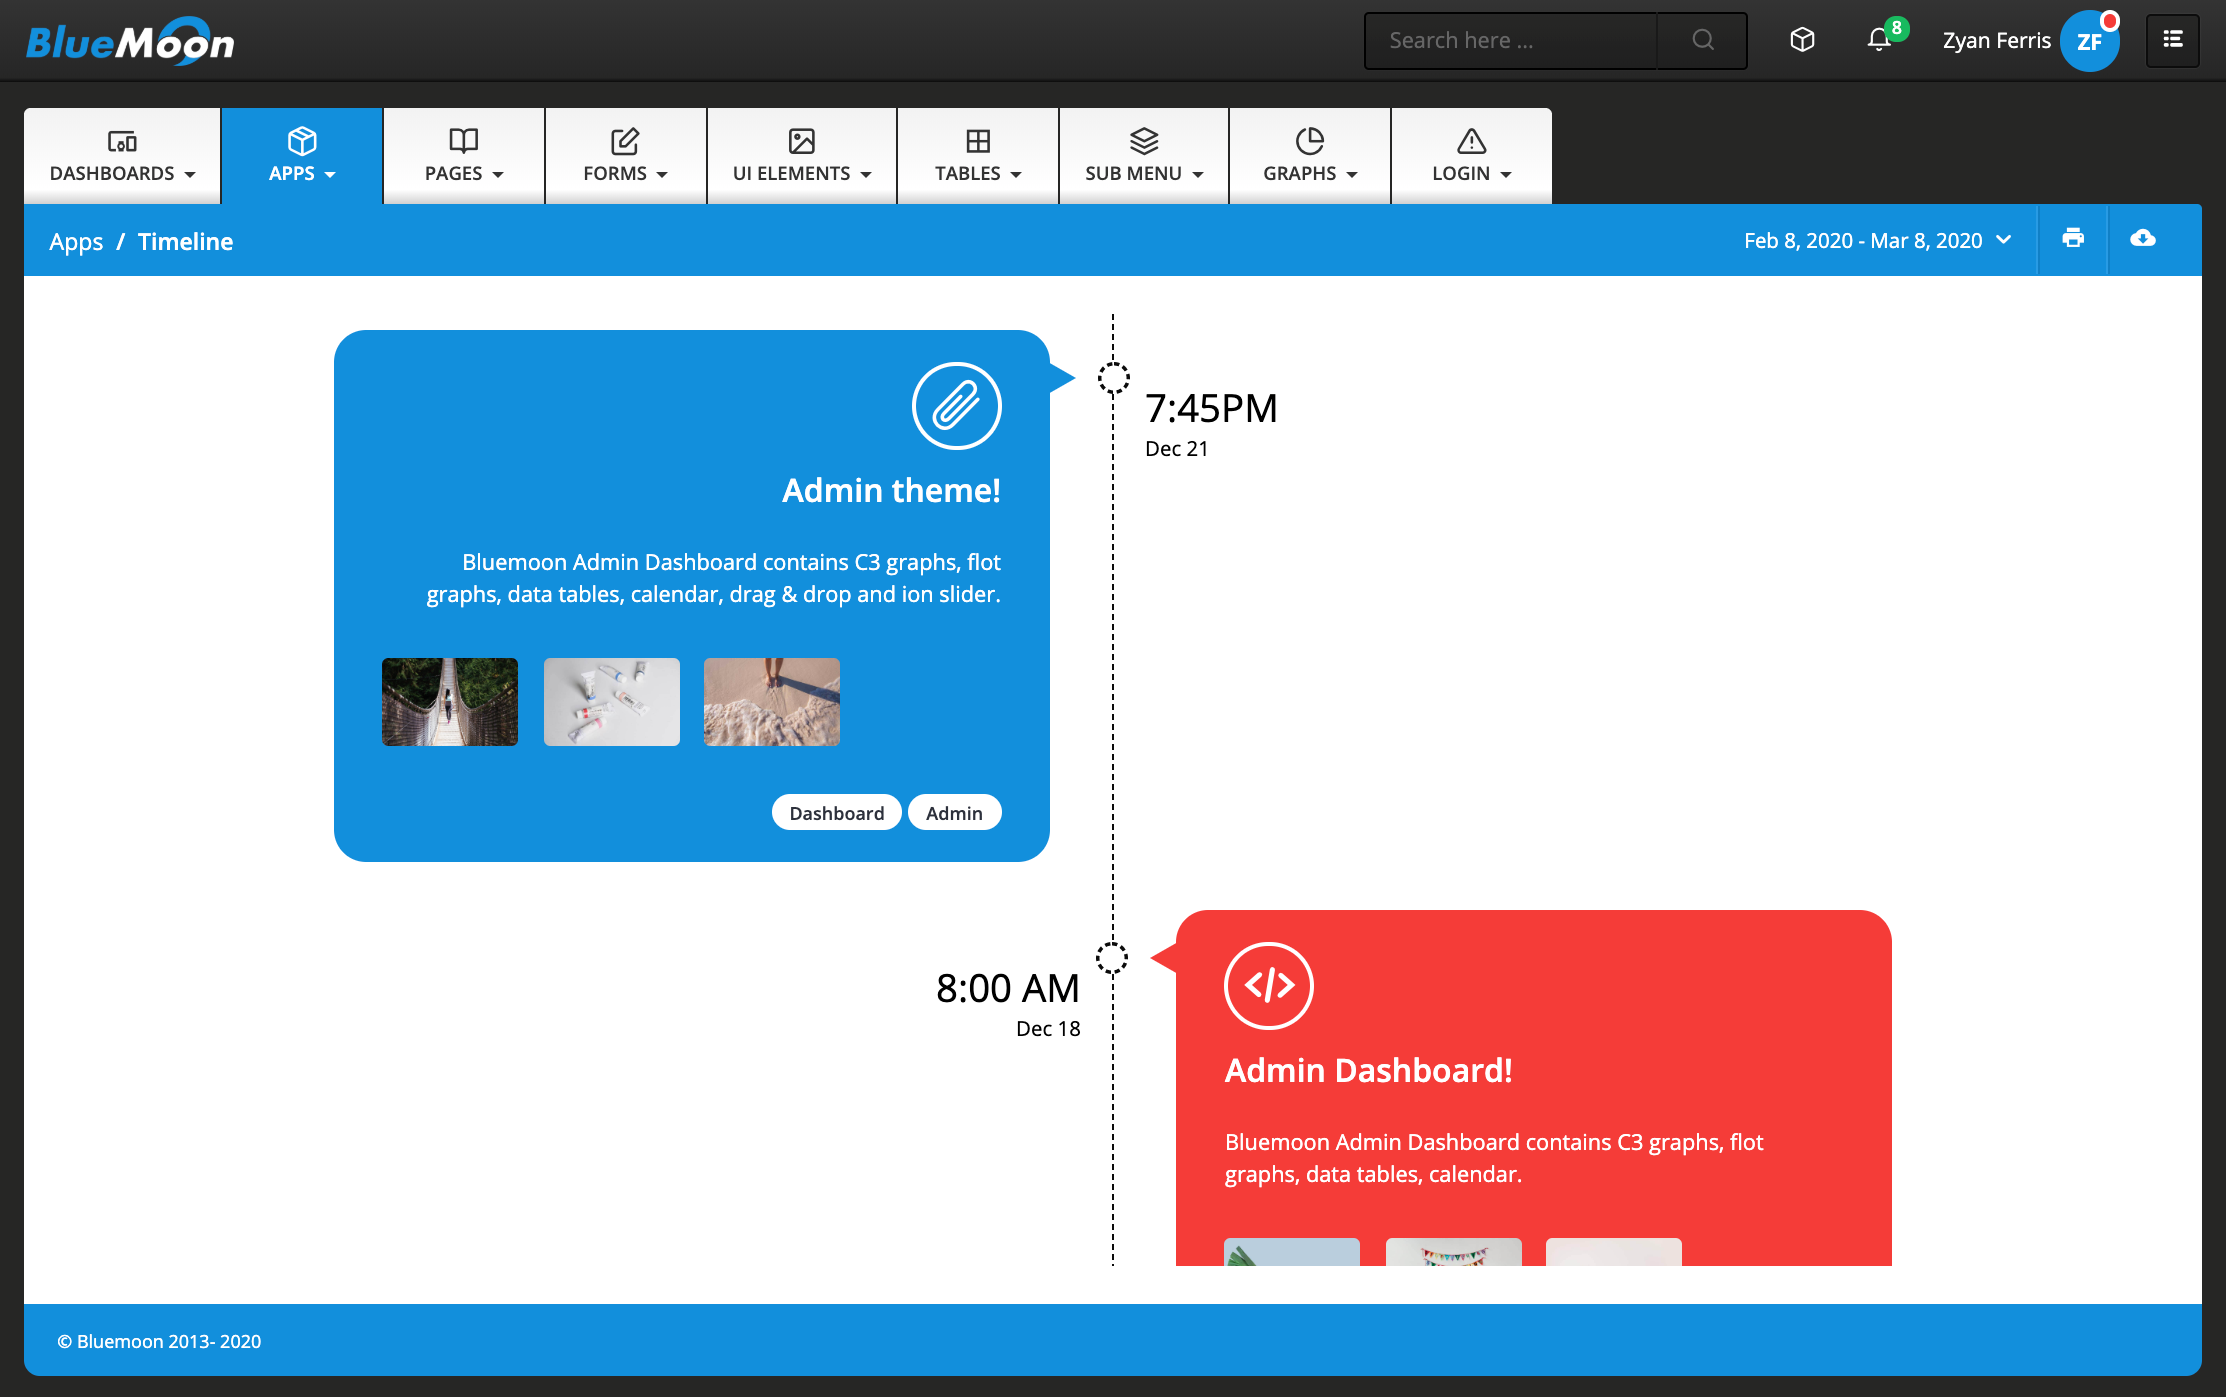 BlueMoon
Search here ...
8
Zyan Ferris
ZF
DASHBOARDS
APPS
PAGES
FORMS
UI ELEMENTS
TABLES
SUB MENU
GRAPHS
LOGIN
Apps / Timeline
Feb 8, 2020 - Mar 8, 2020
7:45PM
Dec 21
Admin theme!
Bluemoon Admin Dashboard contains C3 graphs, flot
graphs, data tables, calendar, drag & drop and ion slider.
Dashboard
Admin
8:00 AM
Dec 18
Admin Dashboard!
Bluemoon Admin Dashboard contains C3 graphs, flot
graphs, data tables, calendar.
© Bluemoon 2013- 2020